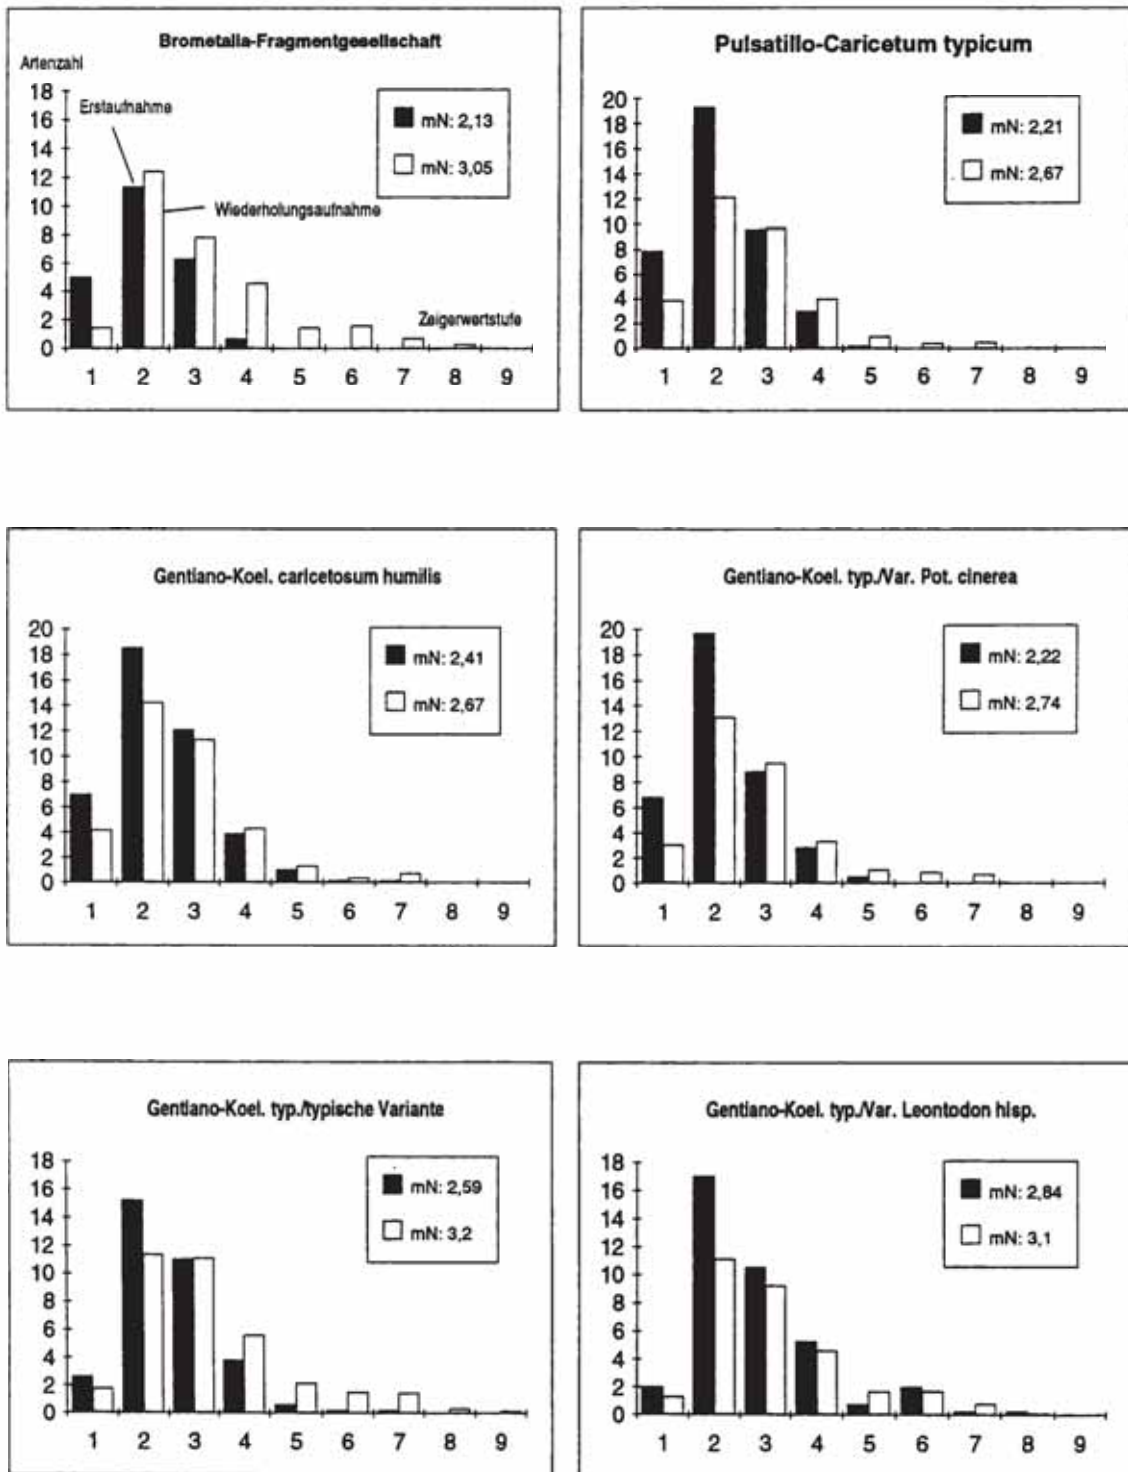 Brometalia-Fragmentgesellschaft
Artenzahl
18
16
14
12
10
8
6
4
2
0
Erstaufnahme
Wiederholungsaufnahme
mN: 2,13
mN: 3,05
Zeigerwertstufe
1 2 3 4 5 6 7 8 9
Pulsatillo-Caricetum typicum
20
18
16
14
12
10
8
6
4
2
0
mN: 2,21
mN: 2,67
1 2 3 4 5 6 7 8 9
Gentiano-Koel. caricetosum humilis
20
18
16
14
12
10
8
6
4
2
0
mN: 2,41
mN: 2,67
1 2 3 4 5 6 7 8 9
Gentiano-Koel. typ./Var. Pot. cinerea
20
18
16
14
12
10
8
6
4
2
0
mN: 2,22
mN: 2,74
1 2 3 4 5 6 7 8 9
Gentiano-Koel. typ./typische Variante
18
16
14
12
10
8
6
4
2
0
mN: 2,59
mN: 3,2
1 2 3 4 5 6 7 8 9
Gentiano-Koel. typ./Var. Leontodon hisp.
18
16
14
12
10
8
6
4
2
0
mN: 2,84
mN: 3,1
1 2 3 4 5 6 7 8 9